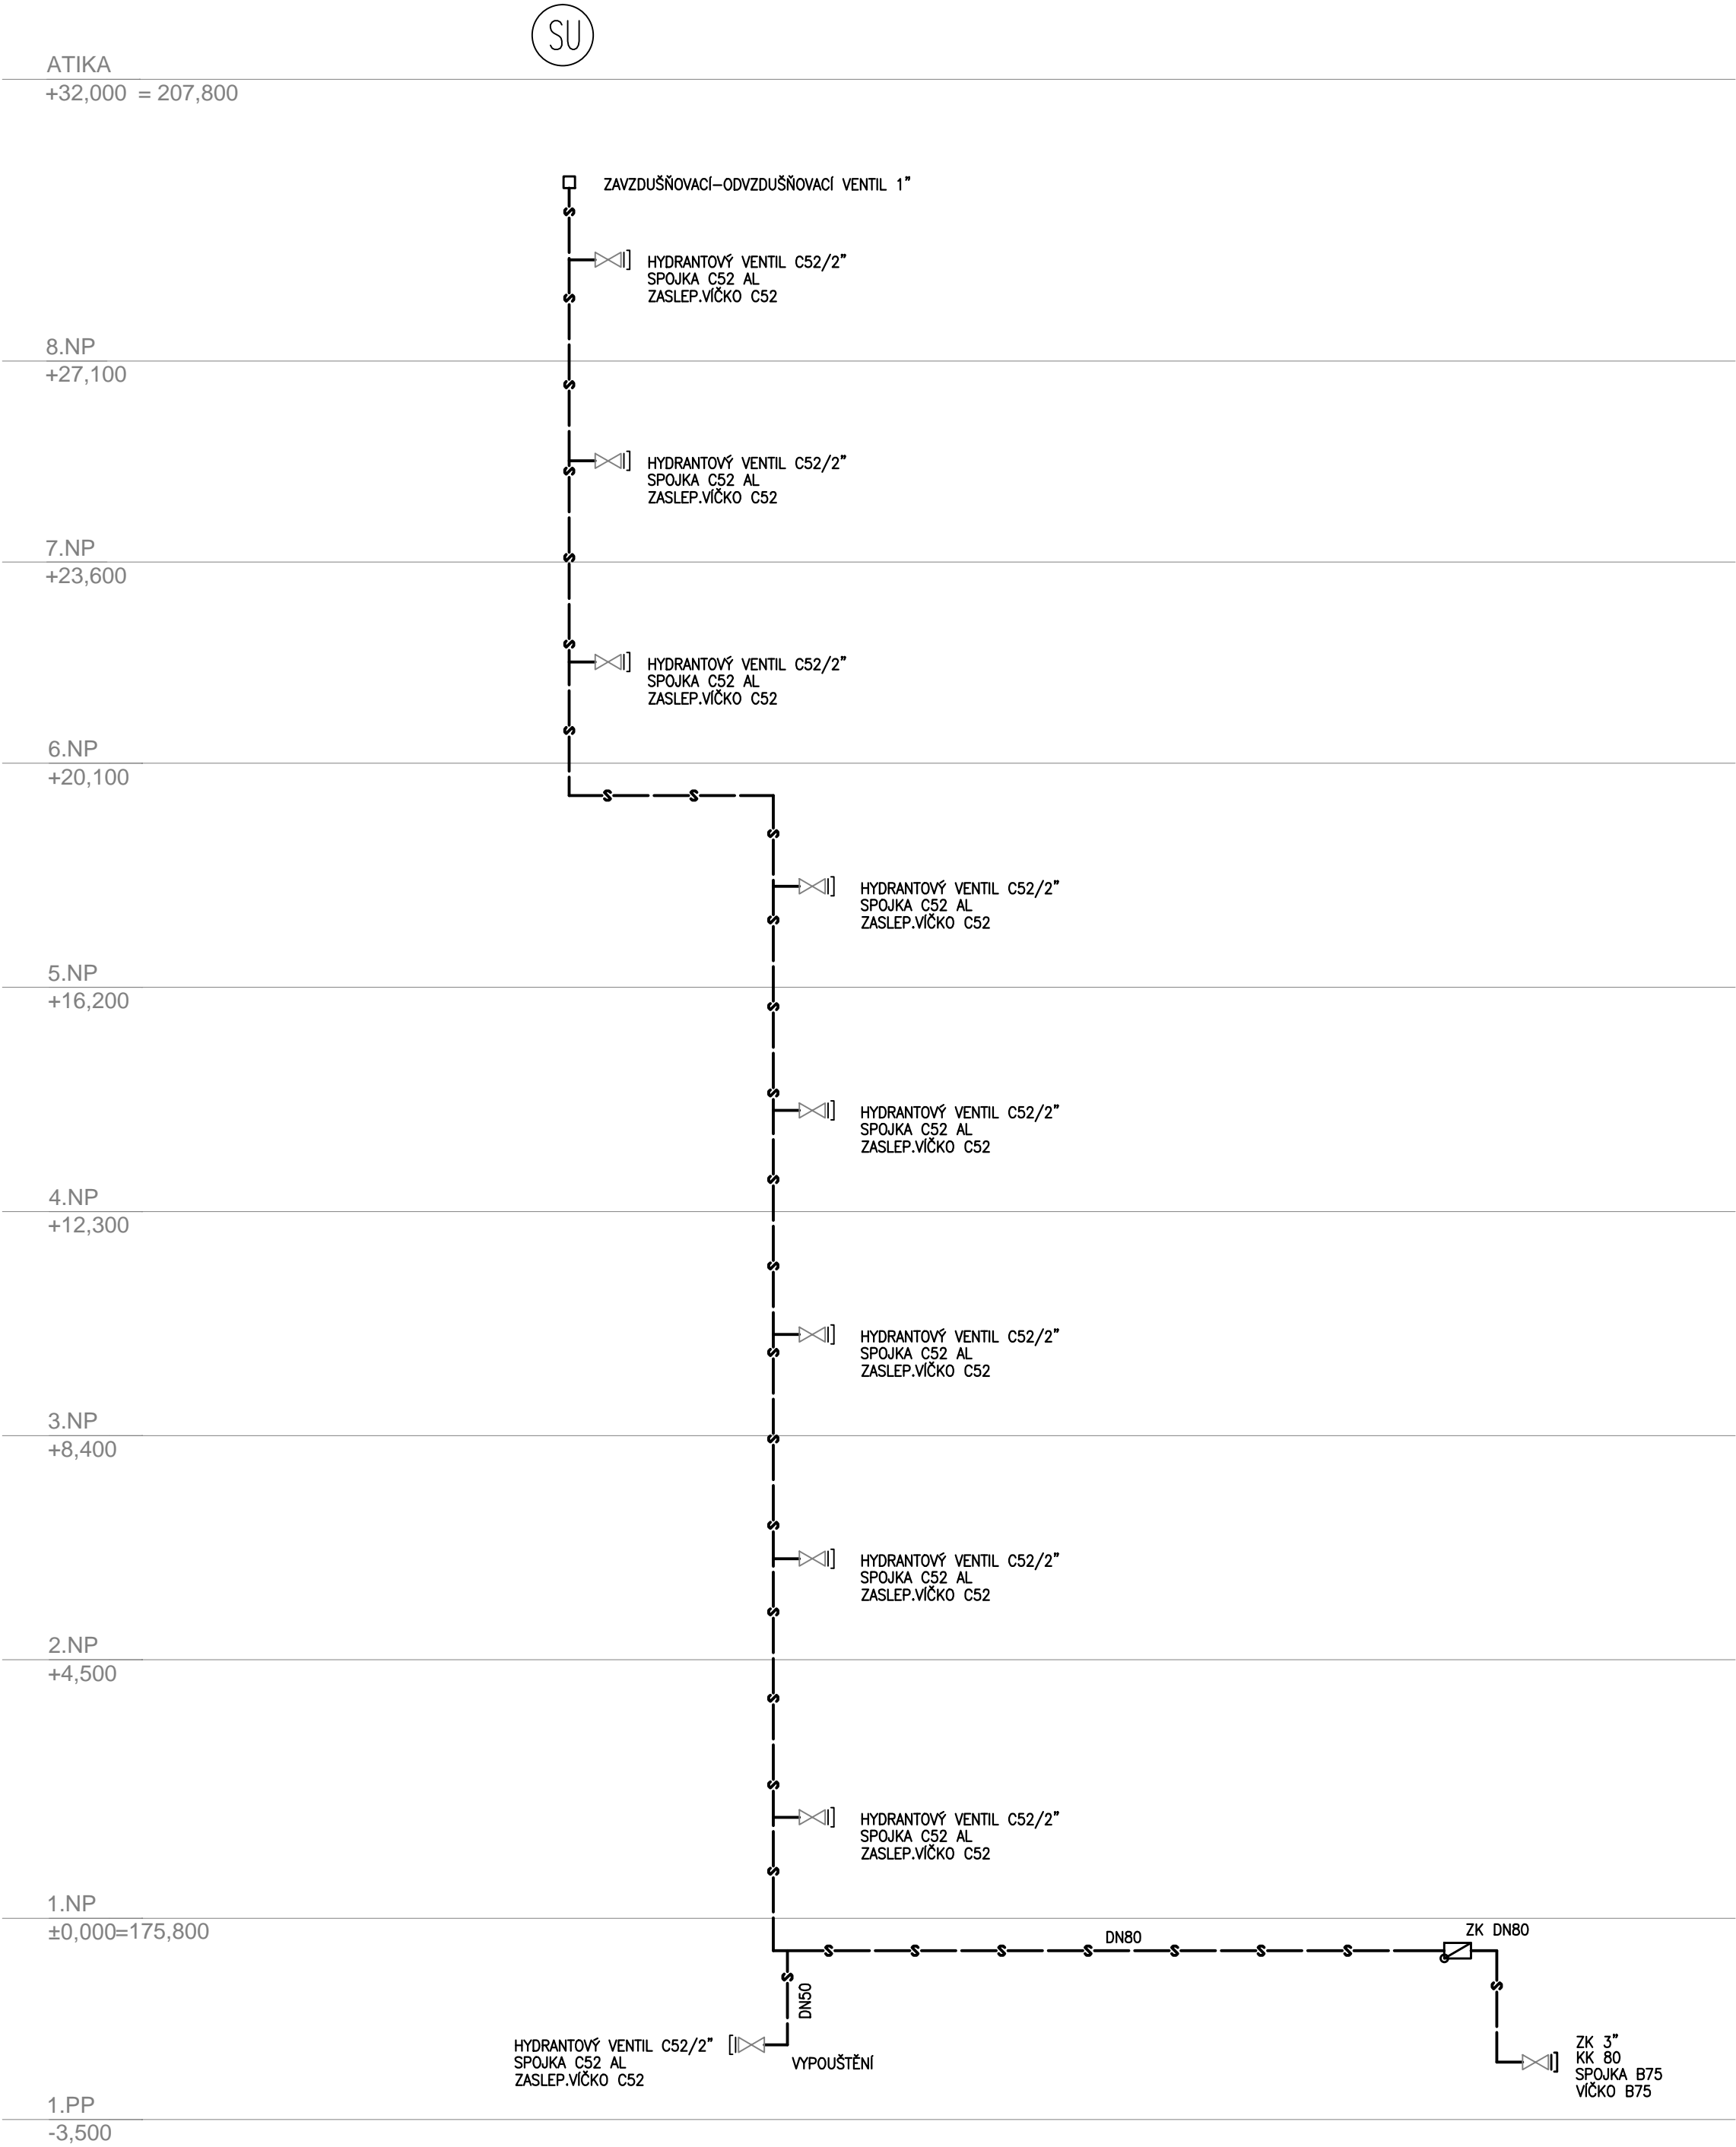 SU
ATIKA
+32,000 = 207,800
ZAVZDUŠŇOVACÍ-ODVZDUŠŇOVACÍ VENTIL 1"
HYDRANTOVÝ VENTIL C52/2"
SPOJKA C52 AL
ZASLEP.VÍČKO C52
8.NP
+27,100
HYDRANTOVÝ VENTIL C52/2"
SPOJKA C52 AL
ZASLEP.VÍČKO C52
7.NP
+23,600
HYDRANTOVÝ VENTIL C52/2"
SPOJKA C52 AL
ZASLEP.VÍČKO C52
6.NP
+20,100
HYDRANTOVÝ VENTIL C52/2"
SPOJKA C52 AL
ZASLEP.VÍČKO C52
5.NP
+16,200
HYDRANTOVÝ VENTIL C52/2"
SPOJKA C52 AL
ZASLEP.VÍČKO C52
4.NP
+12,300
HYDRANTOVÝ VENTIL C52/2"
SPOJKA C52 AL
ZASLEP.VÍČKO C52
3.NP
+8,400
HYDRANTOVÝ VENTIL C52/2"
SPOJKA C52 AL
ZASLEP.VÍČKO C52
2.NP
+4,500
HYDRANTOVÝ VENTIL C52/2"
SPOJKA C52 AL
ZASLEP.VÍČKO C52
1.NP
±0,000=175,800
DN80
ZK DN80
DN50
HYDRANTOVÝ VENTIL C52/2"
SPOJKA C52 AL
ZASLEP.VÍČKO C52
VYPOUŠTĚNÍ
ZK 3"
KK 80
SPOJKA B75
VÍČKO B75
1.PP
-3,500